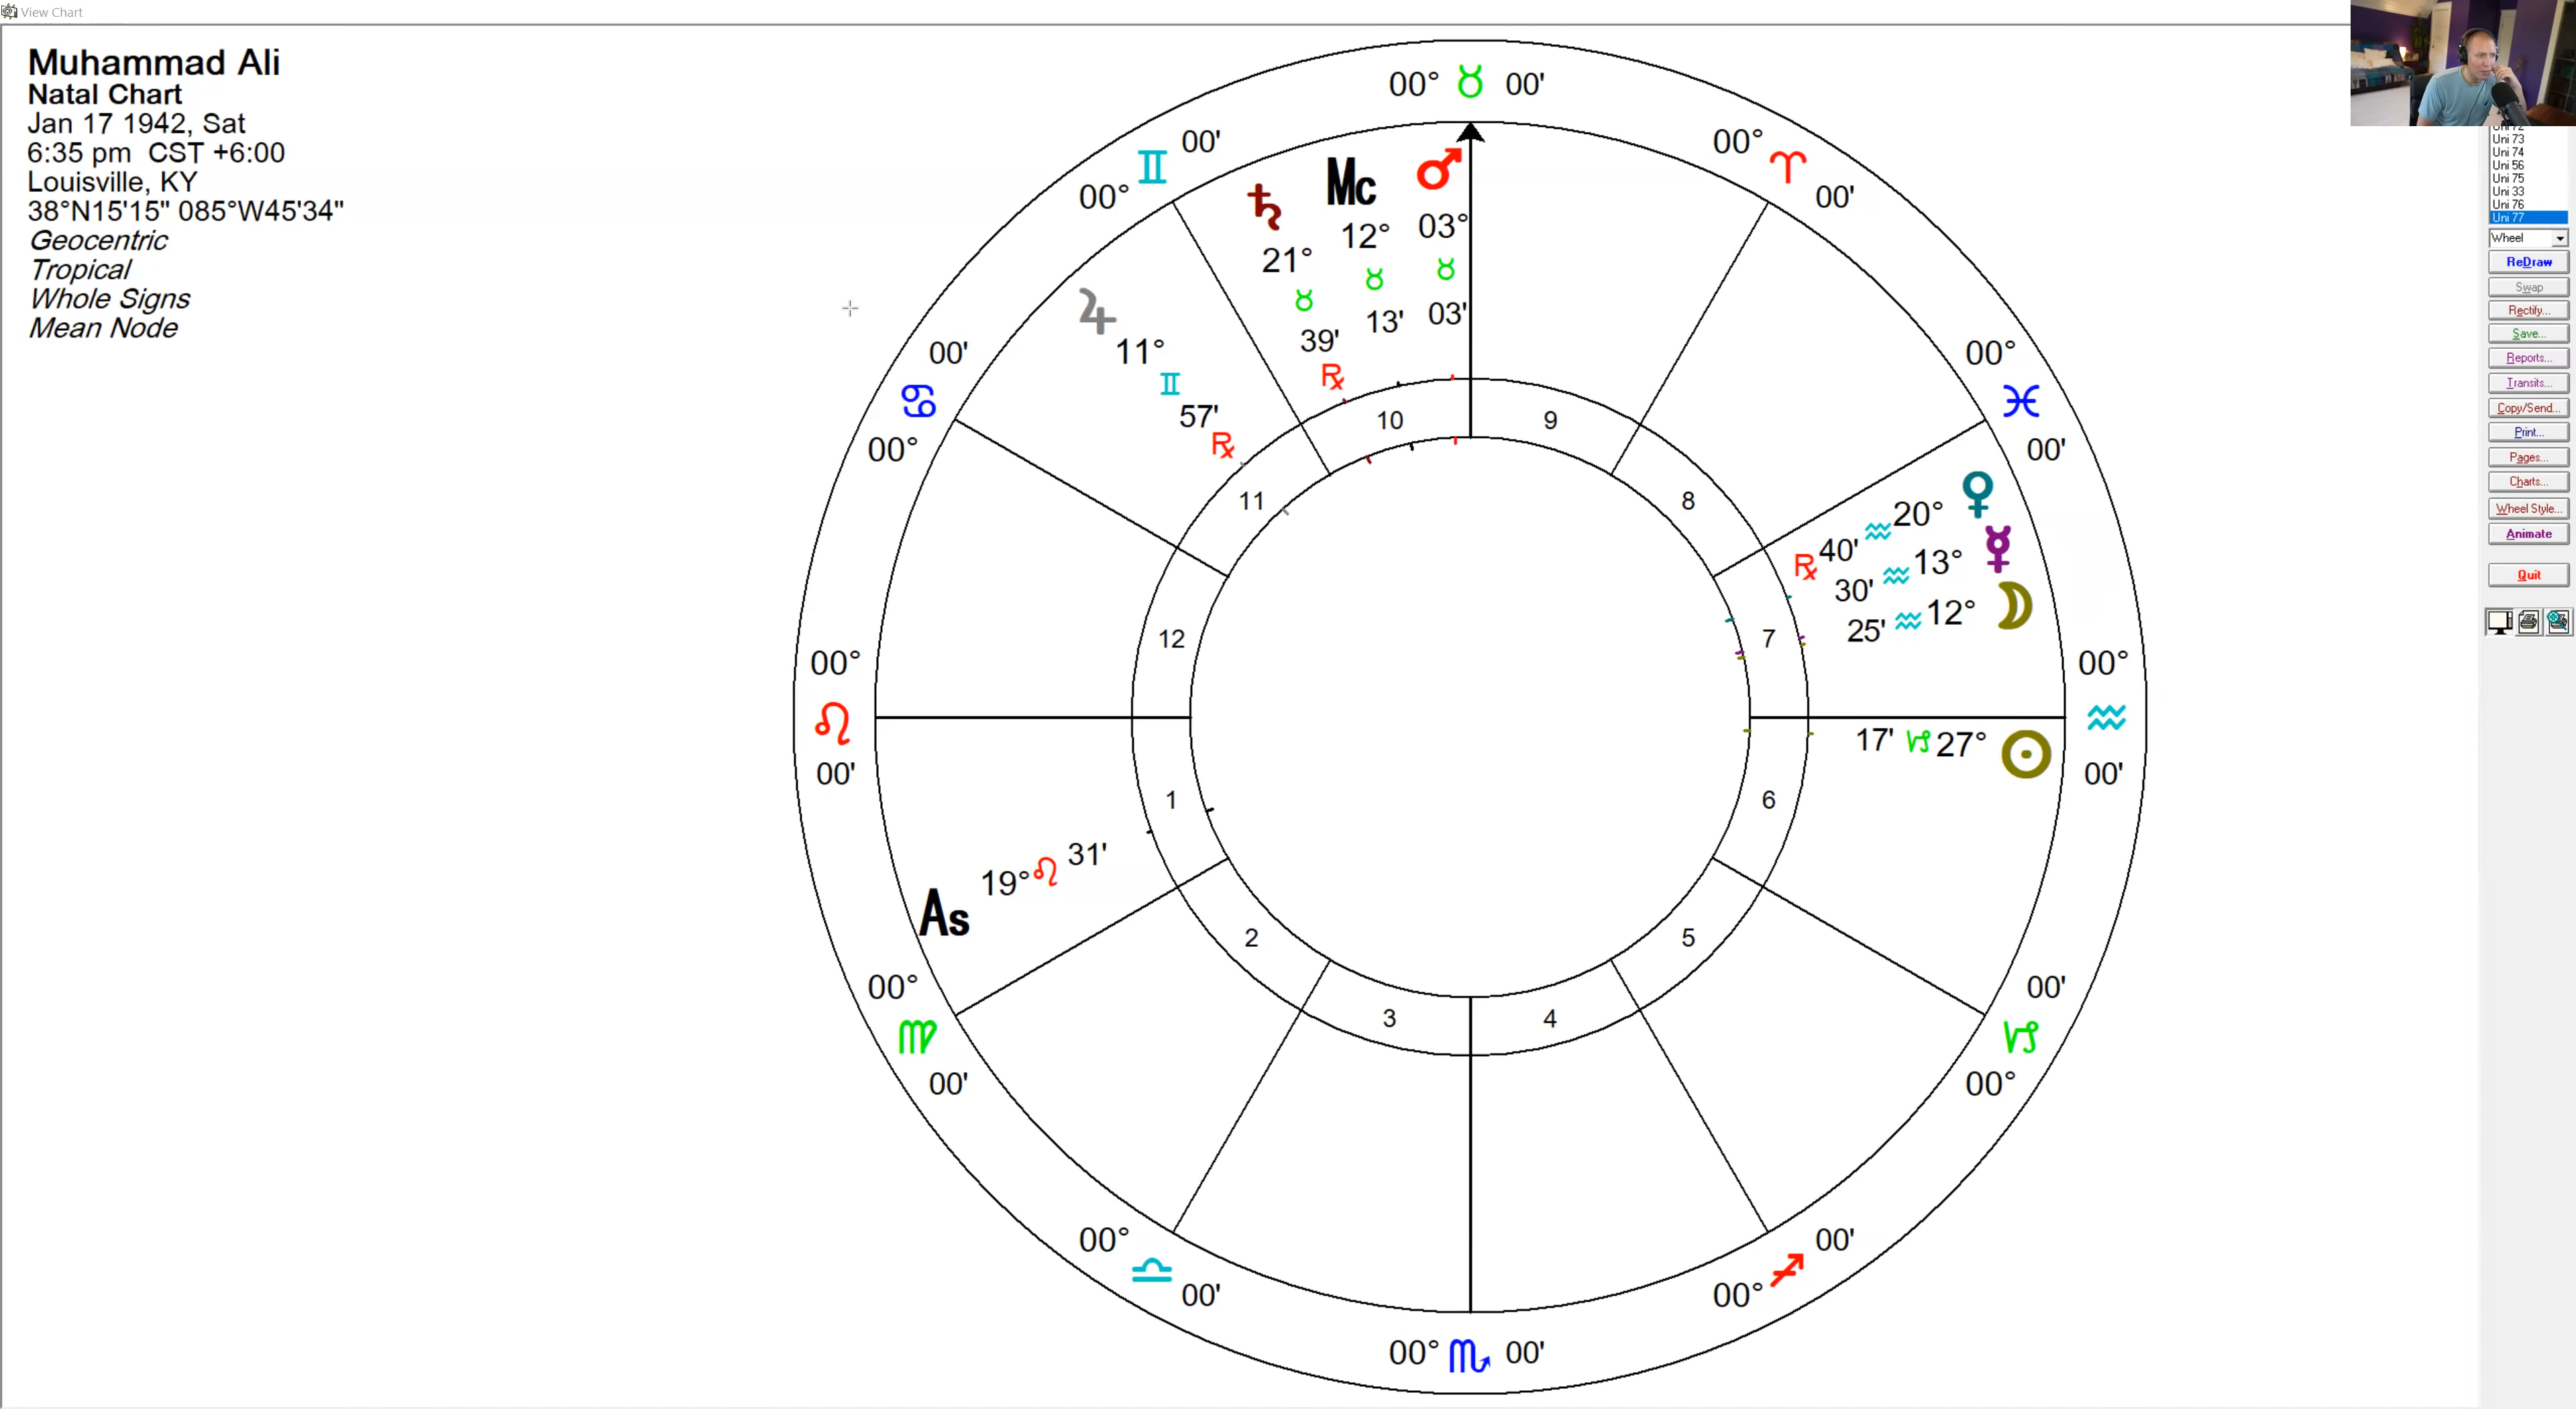 View Chart
Muhammad Ali
Natal Chart
Jan 17 1942, Sat
6:35 pm CST +6:00
Louisville, KY
38°N15'15" 085°W45'34"
Geocentric
Tropical
Whole Signs
Mean Node
00° ♉ 00'
00° ♈ 00'
00° ♓ 00'
00° ♒ 00'
00° ♑ 00'
00° ♐ 00'
00° ♏ 00'
00° ♎ 00'
00° ♍ 00'
00° ♌ 00'
00° ♋ 00'
00° ♊ 00'
♄ 21° ♉ 39' ℞
Mc 12° ♉ 13'
♂ 03° ♉ 03'
♃ 11° ♊ 57' ℞
♀ 20° ♒ 40' ℞
☿ 13° ♒ 30'
☽ 12° ♒ 25'
☉ 27° ♑ 17'
As 19° ♌ 31'
1
2
3
4
5
6
7
8
9
10
11
12
Uni 72
Uni 73
Uni 74
Uni 56
Uni 75
Uni 33
Uni 76
Uni 77
Wheel
ReDraw
Swap
Rectify...
Save...
Reports...
Transits...
Copy/Send...
Print...
Pages...
Charts...
Wheel Style...
Animate
Quit